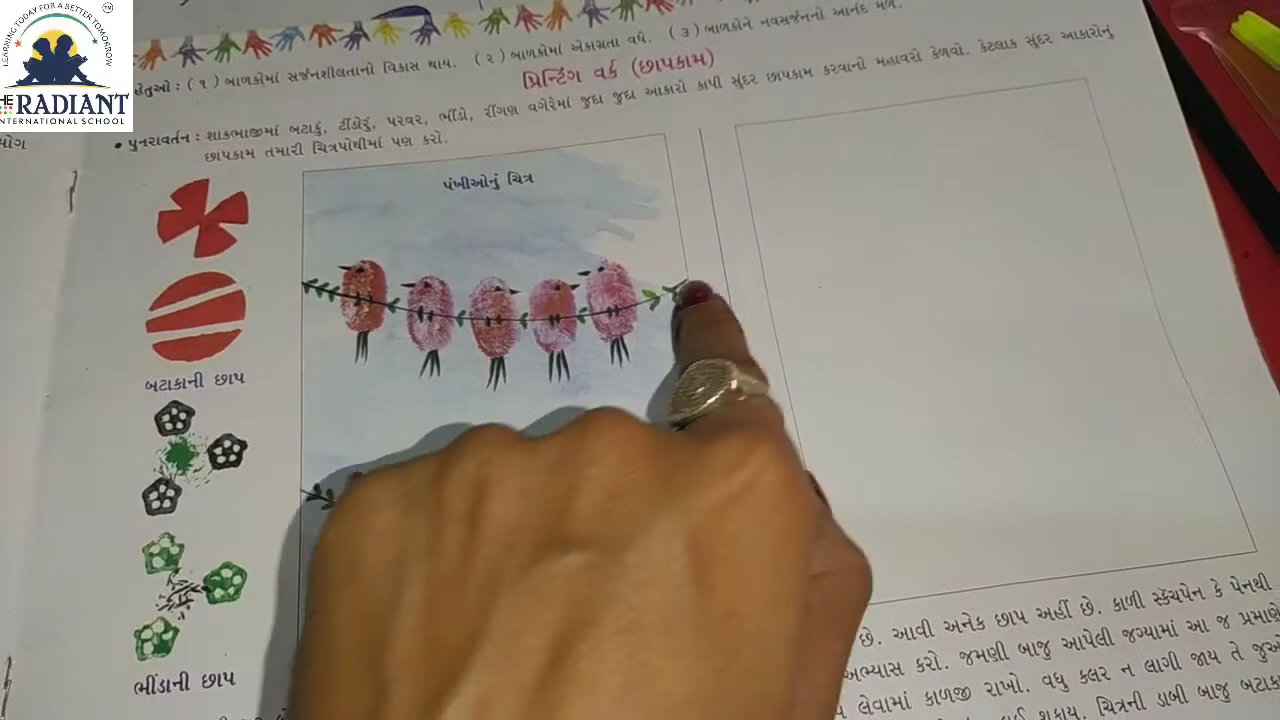 LEARNING TODAY FOR A BETTER TOMORROW
THE RADIANT
INTERNATIONAL SCHOOL
હેતુઓ : (૧) બાળકોમાં સર્જનશીલતાનો વિકાસ થાય. (૨) બાળકોમાં એકાગ્રતા વધે. (૩) બાળકોને નવસર્જનનો આનંદ મળે.
પ્રિન્ટિંગ વર્ક (છાપકામ)
• પુનરાવર્તન : શાકભાજીમાં બટાકું, ટીંડોરું, પરવર, ભીંડો, રીંગણ વગેરેમાં જુદા જુદા આકારો કાપી સુંદર છાપકામ કરવાનો મહાવરો કેળવો. કેટલાક સુંદર આકારોનું
છાપકામ તમારી ચિત્રપોથીમાં પણ કરો.
પંખીઓનું ચિત્ર
બટાકાની છાપ
ભીંડાની છાપ
છે. આવી અનેક છાપ અહીં છે. કાળી સ્કેચપેન કે પેનથી
અભ્યાસ કરો. જમણી બાજુ આપેલી જગ્યામાં આ જ પ્રમાણે
લેવામાં કાળજી રાખો. વધુ કલર ન લાગી જાય તે
શકાય. ચિત્રની ડાબી બાજુ